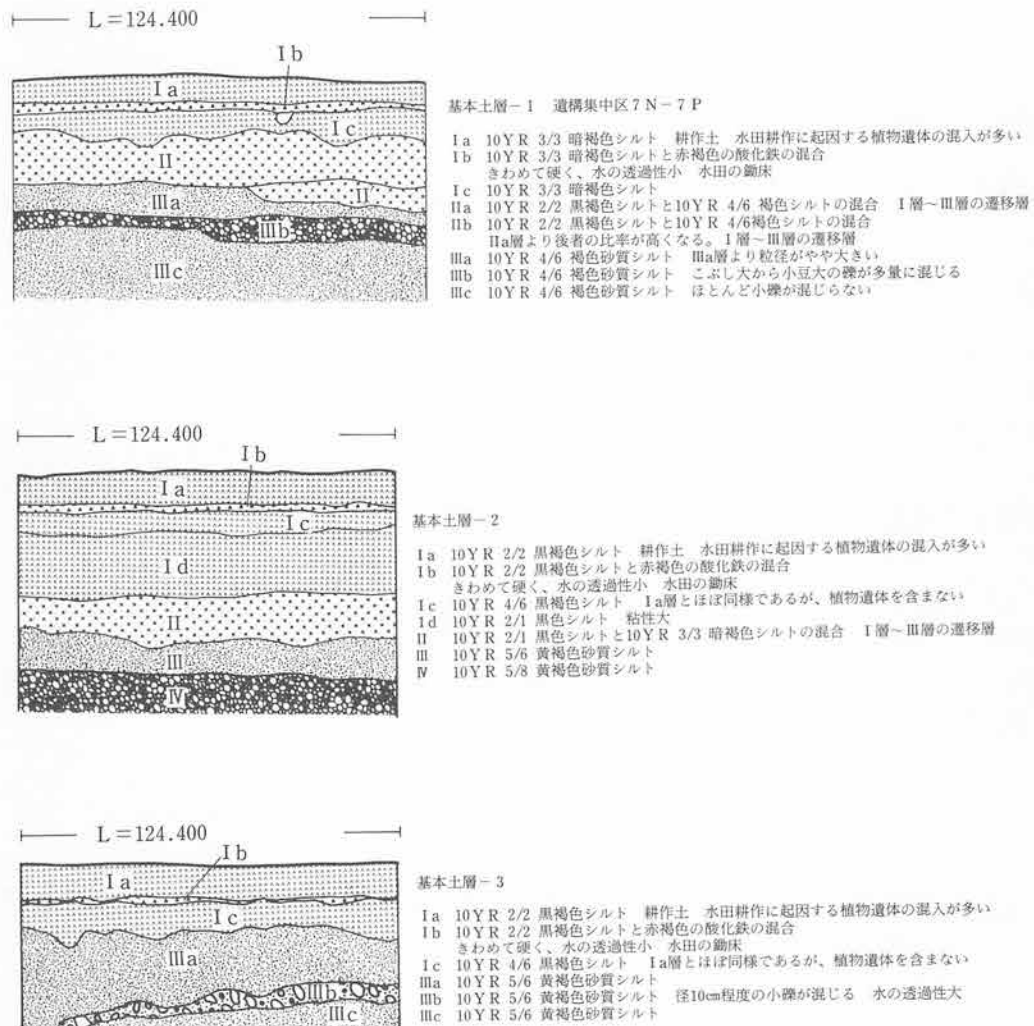 L=124.400
Ib
Ia
Ic
II
II
IIIa
IIIb
IIIc
基本土層-1 遺構集中区7N-7P
Ia 10YR 3/3 暗褐色シルト 耕作土 水田耕作に起因する植物遺体の混入が多い
Ib 10YR 3/3 暗褐色シルトと赤褐色の酸化鉄の混合
きわめて硬く、水の透過性小 水田の鋤床
Ic 10YR 3/3 暗褐色シルト
IIa 10YR 2/2 黒褐色シルトと10YR 4/6 褐色シルトの混合 I層~III層の遷移層
IIb 10YR 2/2 黒褐色シルトと10YR 4/6褐色シルトの混合
IIa層より後者の比率が高くなる。I層~III層の遷移層
IIIa 10YR 4/6 褐色砂質シルト IIIa層より粒径がやや大きい
IIIb 10YR 4/6 褐色砂質シルト こぶし大から小豆大の礫が多量に混じる
IIIc 10YR 4/6 褐色砂質シルト ほとんど小礫が混じらない
L=124.400
Ib
Ia
Ic
Id
II
III
IV
基本土層-2
Ia 10YR 2/2 黒褐色シルト 耕作土 水田耕作に起因する植物遺体の混入が多い
Ib 10YR 2/2 黒褐色シルトと赤褐色の酸化鉄の混合
きわめて硬く、水の透過性小 水田の鋤床
Ic 10YR 4/6 黒褐色シルト Ia層とほぼ同様であるが、植物遺体を含まない
Id 10YR 2/1 黒色シルト 粘性大
II 10YR 2/1 黒色シルトと10YR 3/3 暗褐色シルトの混合 I層~III層の遷移層
III 10YR 5/6 黄褐色砂質シルト
IV 10YR 5/8 黄褐色砂質シルト
L=124.400
Ib
Ia
Ic
IIIa
IIIb
IIIc
基本土層-3
Ia 10YR 2/2 黒褐色シルト 耕作土 水田耕作に起因する植物遺体の混入が多い
Ib 10YR 2/2 黒褐色シルトと赤褐色の酸化鉄の混合
きわめて硬く、水の透過性小 水田の鋤床
Ic 10YR 4/6 黒褐色シルト Ia層とほぼ同様であるが、植物遺体を含まない
IIIa 10YR 5/6 黄褐色砂質シルト
IIIb 10YR 5/6 黄褐色砂質シルト 径10cm程度の小礫が混じる 水の透過性大
IIIc 10YR 5/6 黄褐色砂質シルト